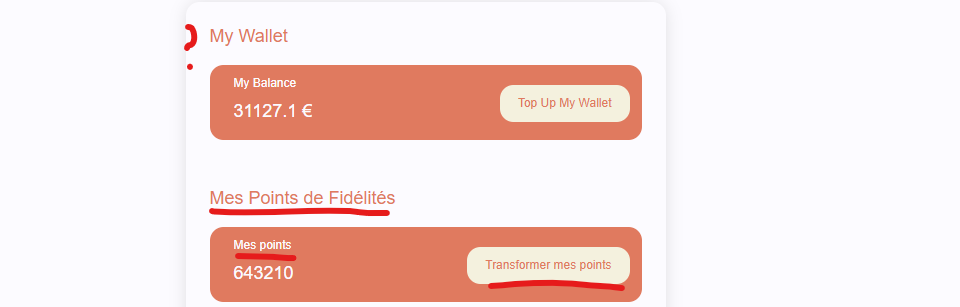 My Wallet
My Balance
31127.1 €
Top Up My Wallet
Mes Points de Fidélités
Mes points
643210
Transformer mes points